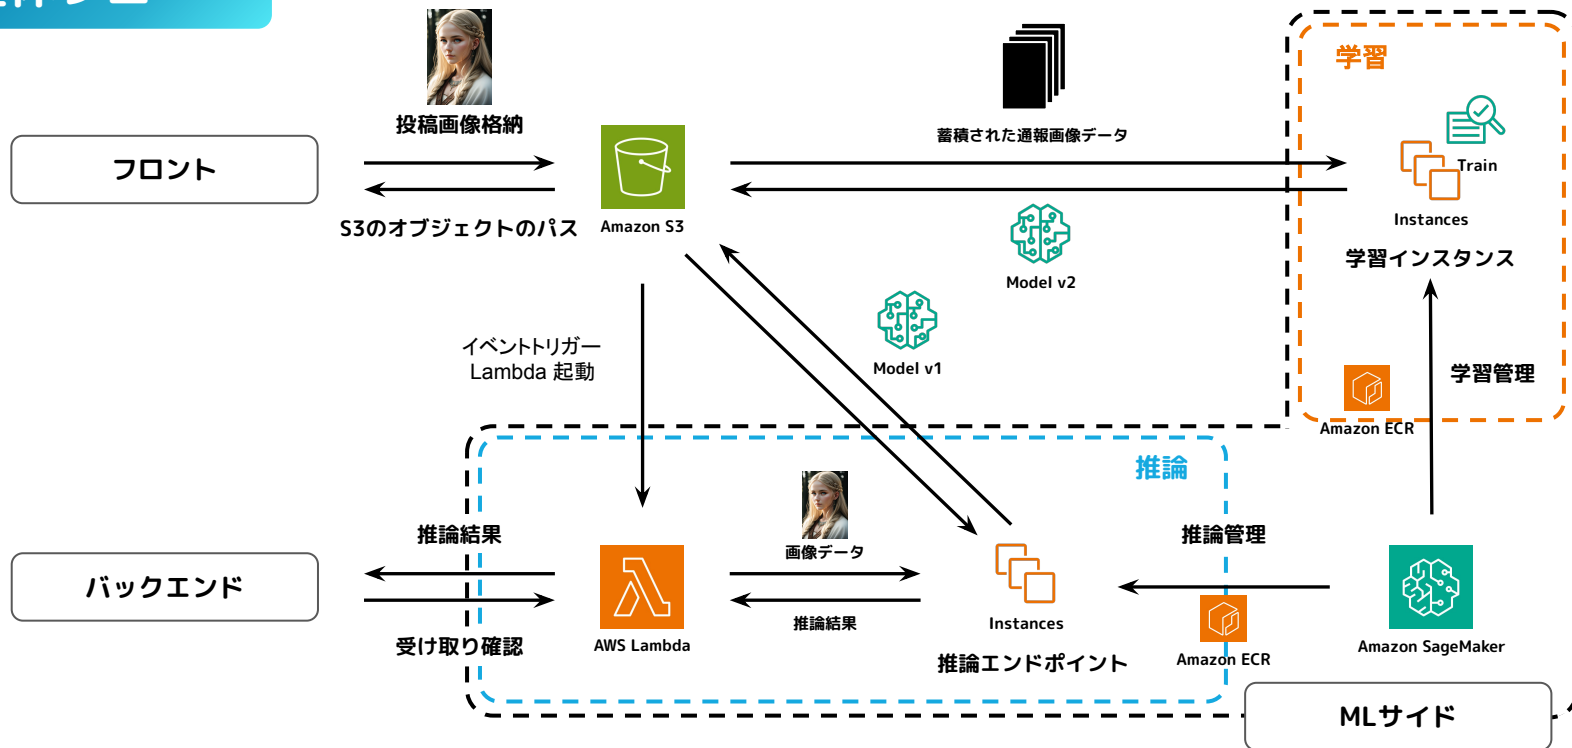 投稿画像格納
フロント
S3のオブジェクトのパス
Amazon S3
蓄積された通報画像データ
学習
Train
Instances
学習インスタンス
Model v2
Model v1
イベントトリガー
Lambda 起動
学習管理
Amazon ECR
推論
推論結果
バックエンド
受け取り確認
AWS Lambda
画像データ
推論結果
Instances
推論エンドポイント
推論管理
Amazon ECR
Amazon SageMaker
MLサイド